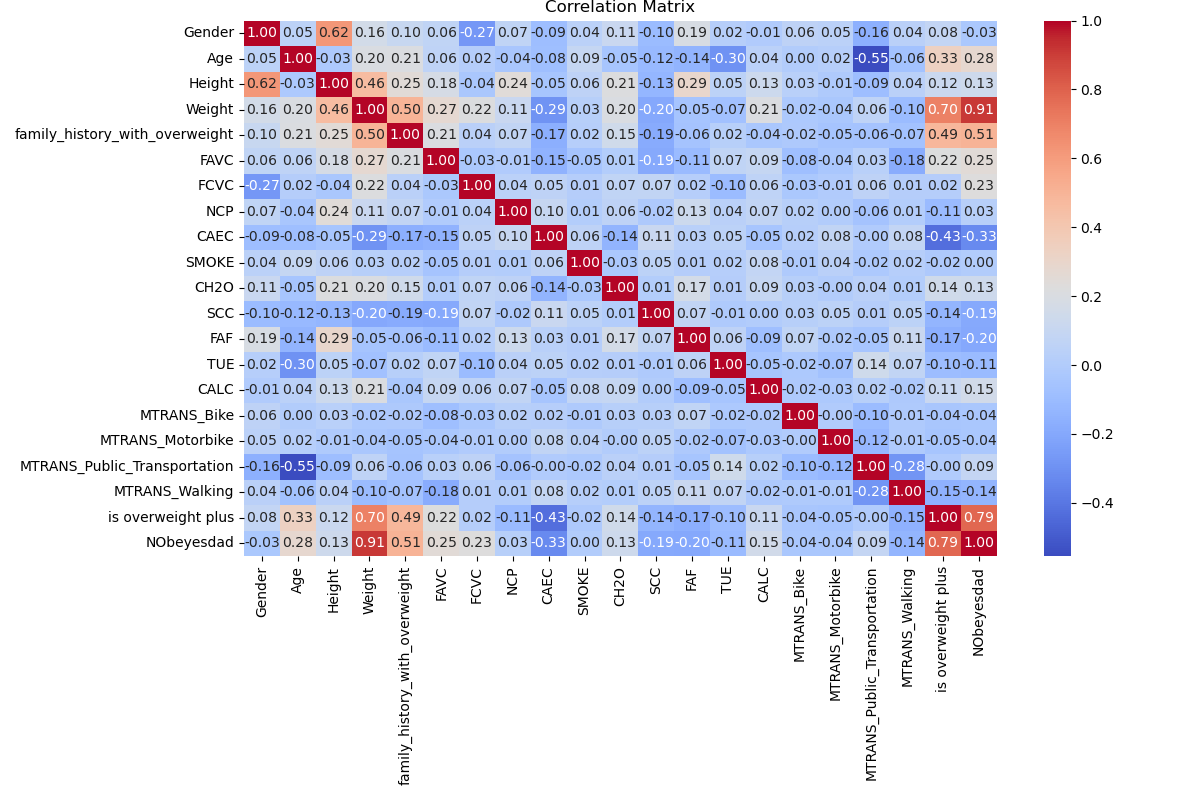 Correlation Matrix
Gender 1.00 0.05 0.62 0.16 0.10 0.06 -0.27 0.07 -0.09 0.04 0.11 -0.10 0.19 0.02 -0.01 0.06 0.05 -0.16 0.04 0.08 -0.03
Age 0.05 1.00 -0.03 0.20 0.21 0.06 0.02 -0.04 -0.08 0.09 -0.05 -0.12 -0.14 -0.30 0.04 0.00 0.02 -0.55 -0.06 0.33 0.28
Height 0.62 -0.03 1.00 0.46 0.25 0.18 -0.04 0.24 -0.05 0.06 0.21 -0.13 0.29 0.05 0.13 0.03 -0.01 -0.09 0.04 0.12 0.13
Weight 0.16 0.20 0.46 1.00 0.50 0.27 0.22 0.11 -0.29 0.03 0.20 -0.20 -0.05 -0.07 0.21 -0.02 -0.04 0.06 -0.10 0.70 0.91
family_history_with_overweight 0.10 0.21 0.25 0.50 1.00 0.21 0.04 0.07 -0.17 0.02 0.15 -0.19 -0.06 0.02 -0.04 -0.02 -0.05 -0.06 -0.07 0.49 0.51
FAVC 0.06 0.06 0.18 0.27 0.21 1.00 -0.03 -0.01 -0.15 -0.05 0.01 -0.19 -0.11 0.07 0.09 -0.08 -0.04 0.03 -0.18 0.22 0.25
FCVC -0.27 0.02 -0.04 0.22 0.04 -0.03 1.00 0.04 0.05 0.01 0.07 0.07 0.02 -0.10 0.06 -0.03 -0.01 0.06 0.01 0.02 0.23
NCP 0.07 -0.04 0.24 0.11 0.07 -0.01 0.04 1.00 0.10 0.01 0.06 -0.02 0.13 0.04 0.07 0.02 0.00 -0.06 0.01 -0.11 0.03
CAEC -0.09 -0.08 -0.05 -0.29 -0.17 -0.15 0.05 0.10 1.00 0.06 -0.14 0.11 0.03 0.05 -0.05 0.02 0.08 -0.00 0.08 -0.43 -0.33
SMOKE 0.04 0.09 0.06 0.03 0.02 -0.05 0.01 0.01 0.06 1.00 -0.03 0.05 0.01 0.02 0.08 -0.01 0.04 -0.02 0.02 -0.02 0.00
CH2O 0.11 -0.05 0.21 0.20 0.15 0.01 0.07 0.06 -0.14 -0.03 1.00 0.01 0.17 0.01 0.09 0.03 -0.00 0.04 0.01 0.14 0.13
SCC -0.10 -0.12 -0.13 -0.20 -0.19 -0.19 0.07 -0.02 0.11 0.05 0.01 1.00 0.07 -0.01 0.00 0.03 0.05 0.01 0.05 -0.14 -0.19
FAF 0.19 -0.14 0.29 -0.05 -0.06 -0.11 0.02 0.13 0.03 0.01 0.17 0.07 1.00 0.06 -0.09 0.07 -0.02 -0.05 0.11 -0.17 -0.20
TUE 0.02 -0.30 0.05 -0.07 0.02 0.07 -0.10 0.04 0.05 0.02 0.01 -0.01 0.06 1.00 -0.05 -0.02 -0.07 0.14 0.07 -0.10 -0.11
CALC -0.01 0.04 0.13 0.21 -0.04 0.09 0.06 0.07 -0.05 0.08 0.09 0.00 -0.09 -0.05 1.00 -0.02 -0.03 0.02 -0.02 0.11 0.15
MTRANS_Bike 0.06 0.00 0.03 -0.02 -0.02 -0.08 -0.03 0.02 0.02 -0.01 0.03 0.03 0.07 -0.02 -0.02 1.00 -0.00 -0.10 -0.01 -0.04 -0.04
MTRANS_Motorbike 0.05 0.02 -0.01 -0.04 -0.05 -0.04 -0.01 0.00 0.08 0.04 -0.00 0.05 -0.02 -0.07 -0.03 -0.00 1.00 -0.12 -0.01 -0.05 -0.04
MTRANS_Public_Transportation -0.16 -0.55 -0.09 0.06 -0.06 0.03 0.06 -0.06 -0.00 -0.02 0.04 0.01 -0.05 0.14 0.02 -0.10 -0.12 1.00 -0.28 -0.00 0.09
MTRANS_Walking 0.04 -0.06 0.04 -0.10 -0.07 -0.18 0.01 0.01 0.08 0.02 0.01 0.05 0.11 0.07 -0.02 -0.01 -0.01 -0.28 1.00 -0.15 -0.14
is overweight plus 0.08 0.33 0.12 0.70 0.49 0.22 0.02 -0.11 -0.43 -0.02 0.14 -0.14 -0.17 -0.10 0.11 -0.04 -0.05 -0.00 -0.15 1.00 0.79
NObeyesdad -0.03 0.28 0.13 0.91 0.51 0.25 0.23 0.03 -0.33 0.00 0.13 -0.19 -0.20 -0.11 0.15 -0.04 -0.04 0.09 -0.14 0.79 1.00
Gender
Age
Height
Weight
family_history_with_overweight
FAVC
FCVC
NCP
CAEC
SMOKE
CH2O
SCC
FAF
TUE
CALC
MTRANS_Bike
MTRANS_Motorbike
MTRANS_Public_Transportation
MTRANS_Walking
is overweight plus
NObeyesdad
1.0
0.8
0.6
0.4
0.2
0.0
−0.2
−0.4